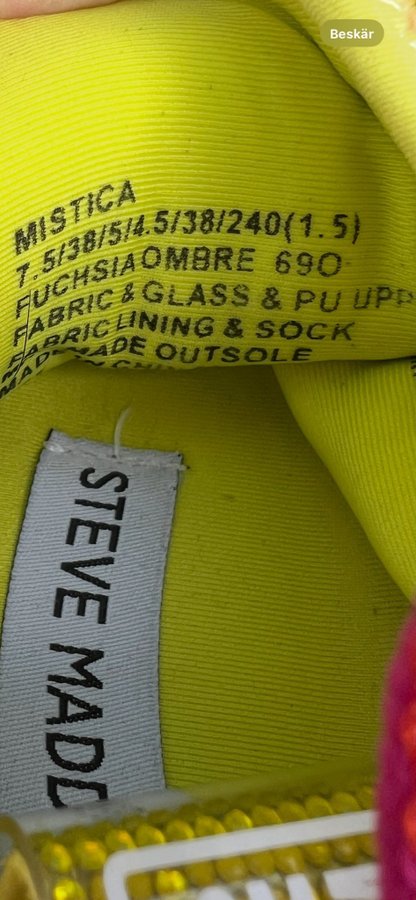 Beskär
MISTICA
7.5/38/5/4.5/38/240(1.5)
FUCHSIA OMBRE 690
FABRIC & GLASS & PU UPP
FABRIC LINING & SOCK
MADE OUTSOLE
STEVE MADD